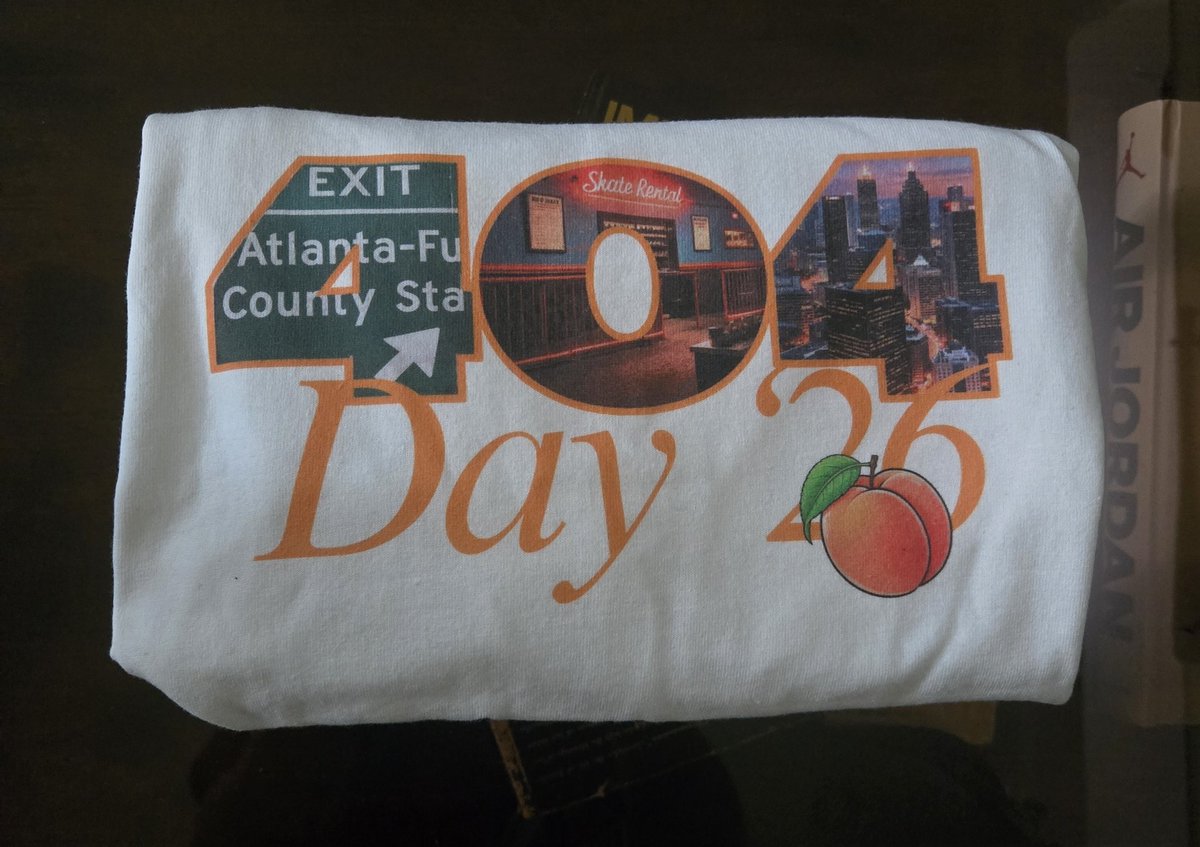 404
EXIT
Atlanta-Fu
County Sta
Skate Rental
Day '26
AIR JORDAN